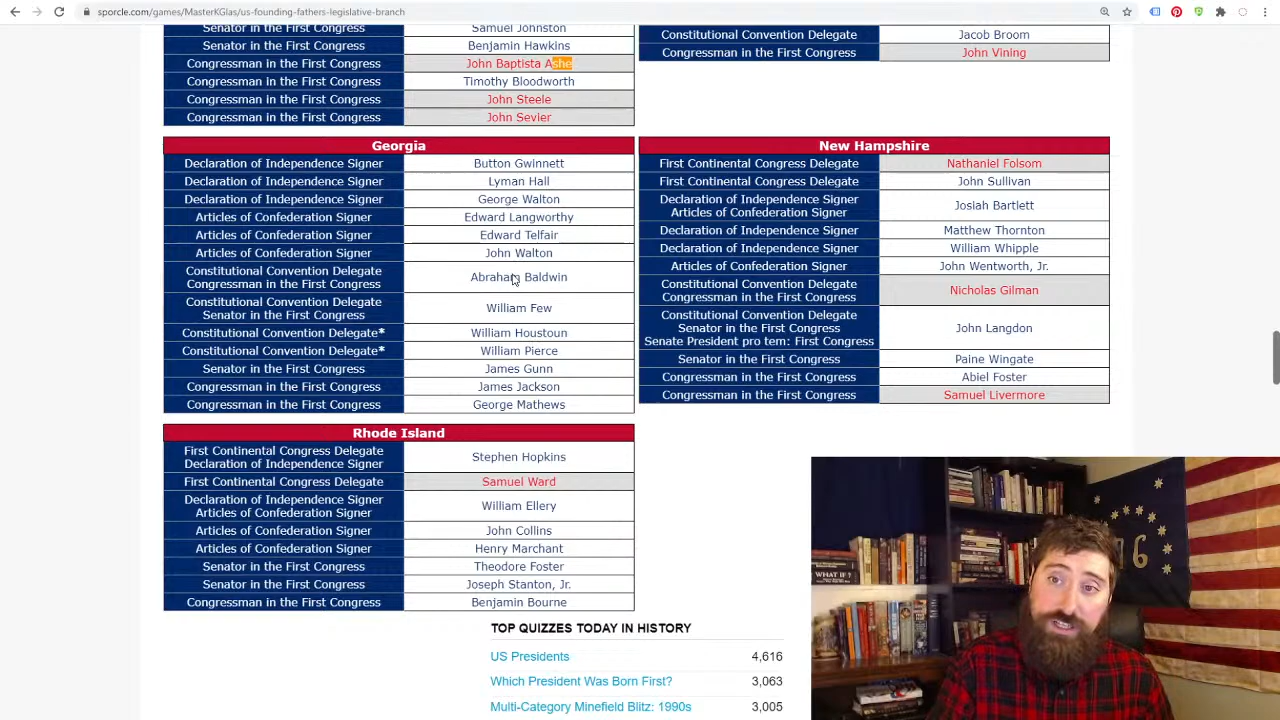 sporcle.com/games/MasterKGlas/us-founding-fathers-legislative-branch
Senator in the First Congress Samuel Johnston
Senator in the First Congress Benjamin Hawkins
Congressman in the First Congress John Baptista Ashe
Congressman in the First Congress Timothy Bloodworth
Congressman in the First Congress John Steele
Congressman in the First Congress John Sevier
Constitutional Convention Delegate Jacob Broom
Congressman in the First Congress John Vining
Georgia
Declaration of Independence Signer Button Gwinnett
Declaration of Independence Signer Lyman Hall
Declaration of Independence Signer George Walton
Articles of Confederation Signer Edward Langworthy
Articles of Confederation Signer Edward Telfair
Articles of Confederation Signer John Walton
Constitutional Convention Delegate
Congressman in the First Congress
Abraham Baldwin
Constitutional Convention Delegate
Senator in the First Congress
William Few
Constitutional Convention Delegate* William Houstoun
Constitutional Convention Delegate* William Pierce
Senator in the First Congress James Gunn
Congressman in the First Congress James Jackson
Congressman in the First Congress George Mathews
New Hampshire
First Continental Congress Delegate Nathaniel Folsom
First Continental Congress Delegate John Sullivan
Declaration of Independence Signer
Articles of Confederation Signer
Josiah Bartlett
Declaration of Independence Signer Matthew Thornton
Declaration of Independence Signer William Whipple
Articles of Confederation Signer John Wentworth, Jr.
Constitutional Convention Delegate
Congressman in the First Congress
Nicholas Gilman
Constitutional Convention Delegate
Senator in the First Congress
Senate President pro tem: First Congress
John Langdon
Senator in the First Congress Paine Wingate
Congressman in the First Congress Abiel Foster
Congressman in the First Congress Samuel Livermore
Rhode Island
First Continental Congress Delegate
Declaration of Independence Signer
Stephen Hopkins
First Continental Congress Delegate Samuel Ward
Declaration of Independence Signer
Articles of Confederation Signer
William Ellery
Articles of Confederation Signer John Collins
Articles of Confederation Signer Henry Marchant
Senator in the First Congress Theodore Foster
Senator in the First Congress Joseph Stanton, Jr.
Congressman in the First Congress Benjamin Bourne
TOP QUIZZES TODAY IN HISTORY
US Presidents 4,616
Which President Was Born First? 3,063
Multi-Category Minefield Blitz: 1990s 3,005
WHAT IF?
76